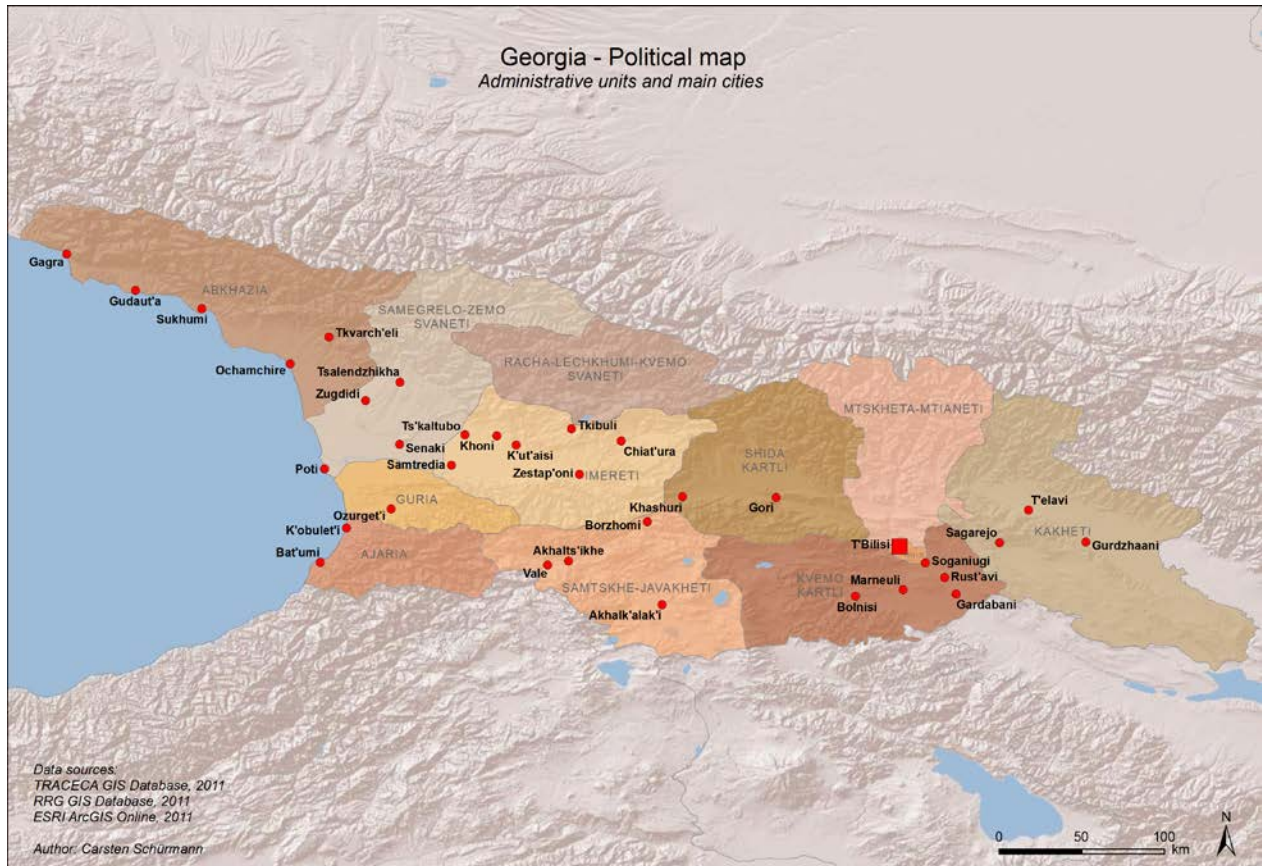 Georgia - Political map
Administrative units and main cities
Gagra
ABKHAZIA
Gudaut'a
Sukhumi
SAMEGRELO-ZEMO
SVANETI
Tkvarch'eli
Ochamchire
Tsalendzhikha
RACHA-LECHKHUMI-KVEMO
SVANETI
Zugdidi
MTSKHETA-MTIANETI
Ts'kaltubo
Khoni
Tkibuli
Senaki
K'ut'aisi
Chiat'ura
SHIDA
KARTLI
Samtredia
Poti
Zestap'oni
IMERETI
GURIA
Khashuri
Gori
T'elavi
Ozurget'i
K'obulet'i
Borzhomi
Sagarejo
KAKHETI
Gurdzhaani
T'Bilisi
Bat'umi
AJARIA
Akhalts'ikhe
Vale
Soganiugi
SAMTSKHE-JAVAKHETI
KVEMO
KARTLI
Marneuli
Rust'avi
Bolnisi
Gardabani
Akhalk'alak'i
Data sources:
TRACECA GIS Database, 2011
RRG GIS Database, 2011
ESRI ArcGIS Online, 2011
Author: Carsten Schürmann
N
0 50 100
km